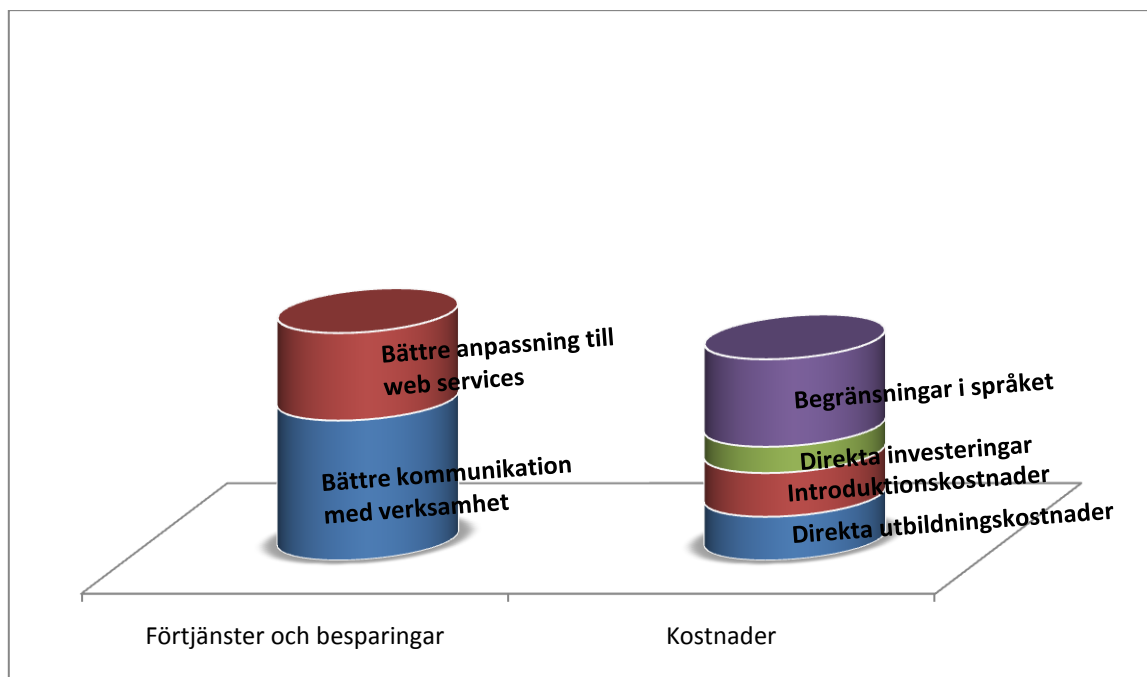 Bättre anpassning till
web services
Bättre kommunikation
med verksamhet
Begränsningar i språket
Direkta investeringar
Introduktionskostnader
Direkta utbildningskostnader
Förtjänster och besparingar
Kostnader